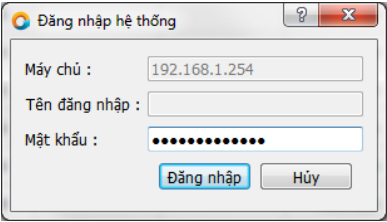 Đăng nhập hệ thống
Máy chủ : 192.168.1.254
Tên đăng nhập :
Mật khẩu : •••••••••••••
Đăng nhập Hủy